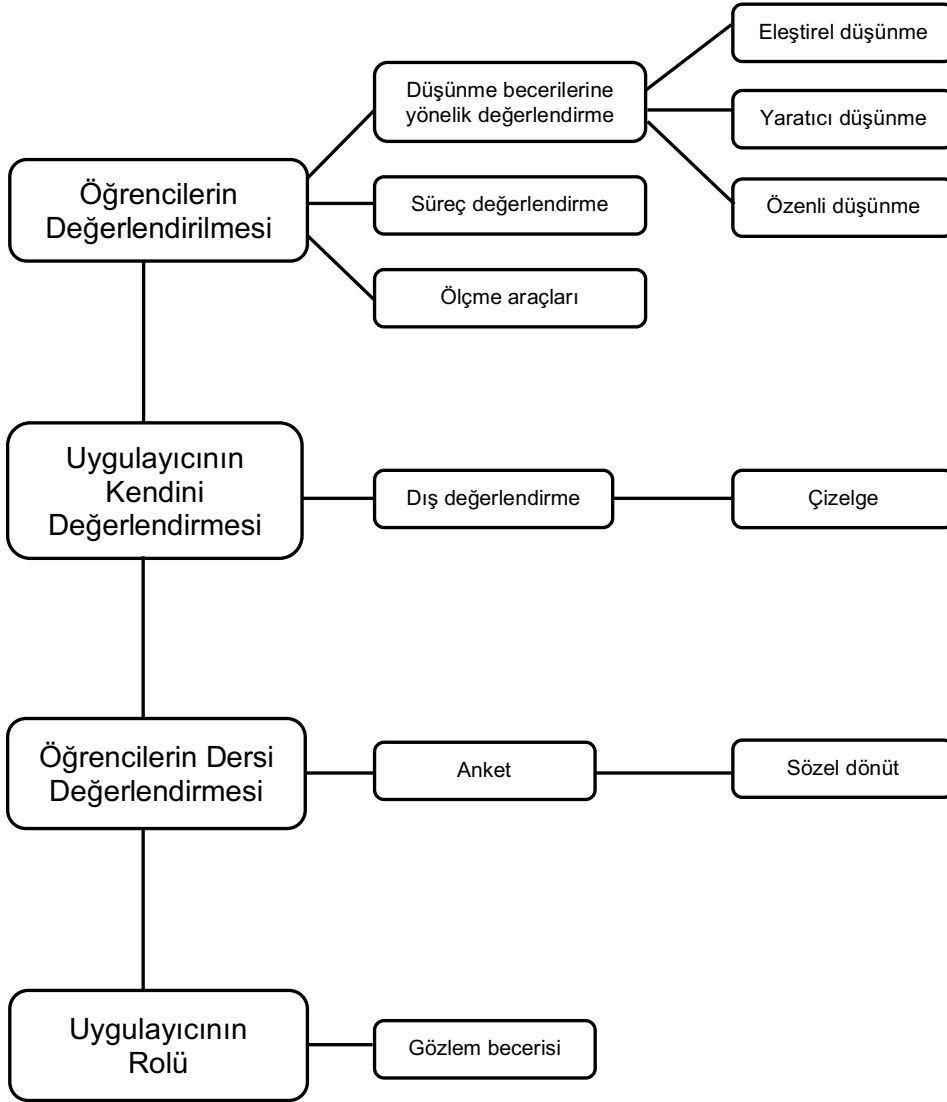 Eleştirel düşünme
Düşünme becerilerine
yönelik değerlendirme
Yaratıcı düşünme
Öğrencilerin
Değerlendirilmesi
Süreç değerlendirme
Özenli düşünme
Ölçme araçları
Uygulayıcının
Kendini
Değerlendirmesi
Dış değerlendirme
Çizelge
Öğrencilerin Dersi
Değerlendirmesi
Anket
Sözel dönüt
Uygulayıcının
Rolü
Gözlem becerisi